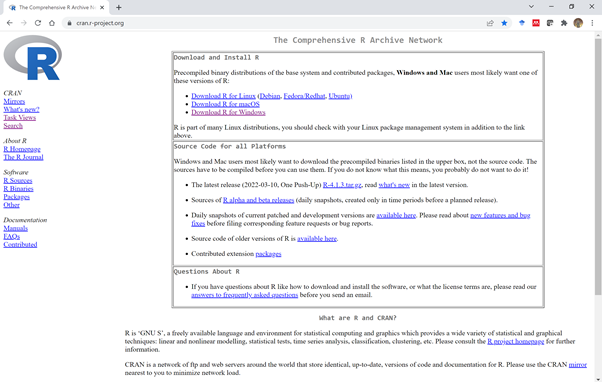 The Comprehensive R Archive Netw
cran.r-project.org
R
CRAN
Mirrors
What's new?
Task Views
Search
About R
R Homepage
The R Journal
Software
R Sources
R Binaries
Packages
Other
Documentation
Manuals
FAQs
Contributed
The Comprehensive R Archive Network
Download and Install R
Precompiled binary distributions of the base system and contributed packages, Windows and Mac users most likely want one of
these versions of R:
• Download R for Linux (Debian, Fedora/Redhat, Ubuntu)
• Download R for macOS
• Download R for Windows
R is part of many Linux distributions, you should check with your Linux package management system in addition to the link
above.
Source Code for all Platforms
Windows and Mac users most likely want to download the precompiled binaries listed in the upper box, not the source code. The
sources have to be compiled before you can use them. If you do not know what this means, you probably do not want to do it!
• The latest release (2022-03-10, One Push-Up) R-4.1.3.tar.gz, read what's new in the latest version.
• Sources of R alpha and beta releases (daily snapshots, created only in time periods before a planned release).
• Daily snapshots of current patched and development versions are available here. Please read about new features and bug
fixes before filing corresponding feature requests or bug reports.
• Source code of older versions of R is available here.
• Contributed extension packages
Questions About R
• If you have questions about R like how to download and install the software, or what the license terms are, please read our
answers to frequently asked questions before you send an email.
What are R and CRAN?
R is ‘GNU S’, a freely available language and environment for statistical computing and graphics which provides a wide variety of statistical and graphical
techniques: linear and nonlinear modelling, statistical tests, time series analysis, classification, clustering, etc. Please consult the R project homepage for further
information.
CRAN is a network of ftp and web servers around the world that store identical, up-to-date, versions of code and documentation for R. Please use the CRAN mirror
nearest to you to minimize network load.